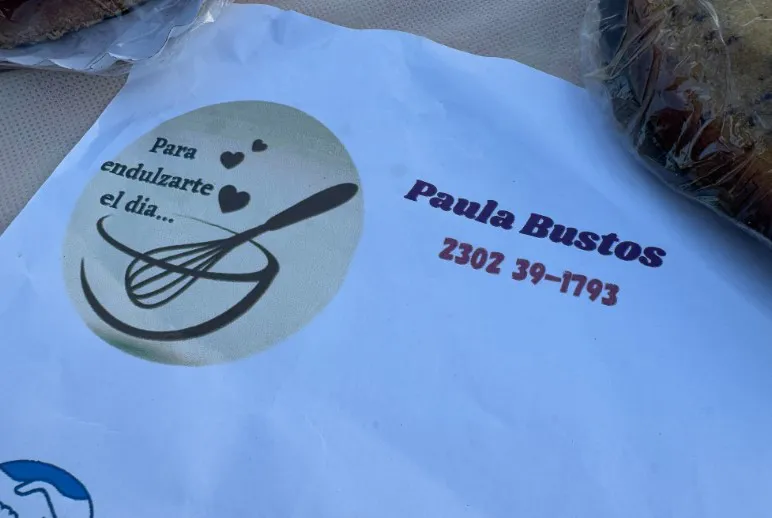 Para
endulzarte
el dia...
Paula Bustos
2302 39-1793